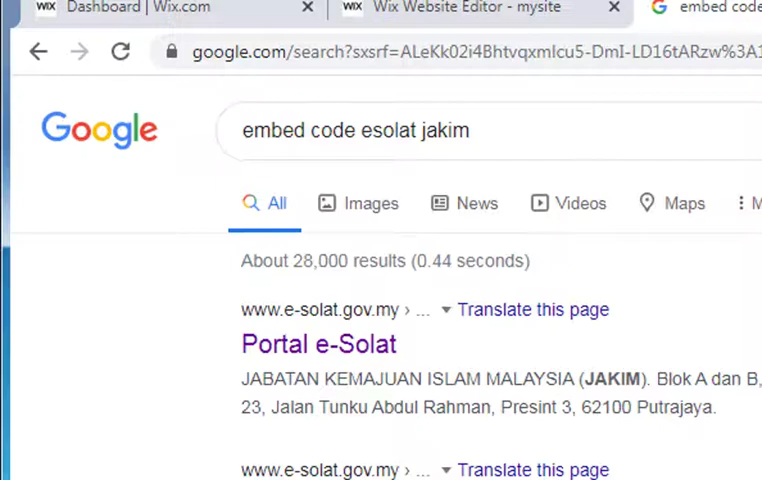 WIX Dashboard | Wix.com
WIX Wix Website Editor - mysite
embed code
google.com/search?sxsrf=ALeKk02i4Bhtvqxmlcu5-DmI-LD16tARzw%3A1
Google
embed code esolat jakim
All Images News Videos Maps M
About 28,000 results (0.44 seconds)
www.e-solat.gov.my › ... Translate this page
Portal e-Solat
JABATAN KEMAJUAN ISLAM MALAYSIA (JAKIM). Blok A dan B,
23, Jalan Tunku Abdul Rahman, Presint 3, 62100 Putrajaya.
www.e-solat.gov.my › ... Translate this page